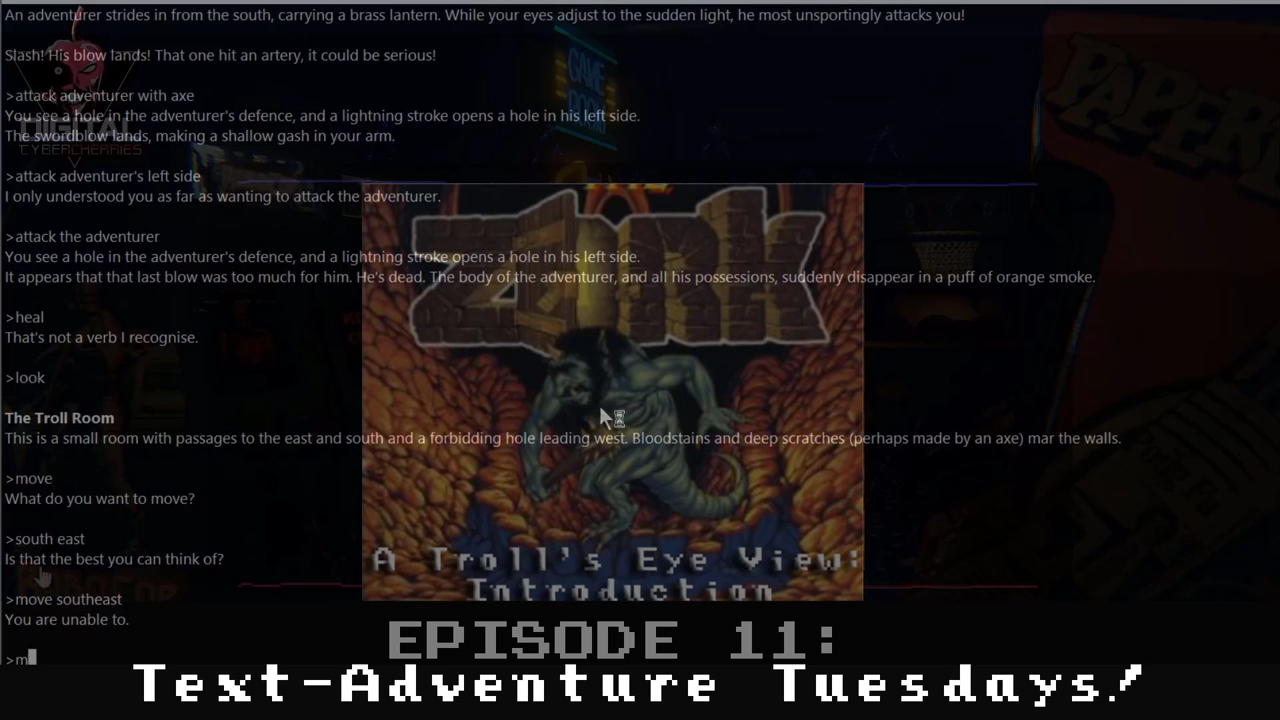 An adventurer strides in from the south, carrying a brass lantern. While your eyes adjust to the sudden light, he most unsportingly attacks you!
Slash! His blow lands! That one hit an artery, it could be serious!
>attack adventurer with axe
You see a hole in the adventurer's defence, and a lightning stroke opens a hole in his left side.
The swordblow lands, making a shallow gash in your arm.
>attack adventurer's left side
I only understood you as far as wanting to attack the adventurer.
>attack the adventurer
You see a hole in the adventurer's defence, and a lightning stroke opens a hole in his left side.
It appears that that last blow was too much for him. He's dead. The body of the adventurer, and all his possessions, suddenly disappear in a puff of orange smoke.
>heal
That's not a verb I recognise.
>look
The Troll Room
This is a small room with passages to the east and south and a forbidding hole leading west. Bloodstains and deep scratches (perhaps made by an axe) mar the walls.
>move
What do you want to move?
>south east
Is that the best you can think of?
>move southeast
You are unable to.
>m
DIGITAL
CYBERCHERRIES
GAME
ROOM
PAPER
ZORK
A Troll's Eye View:
Introduction
EPISODE 11:
Text-Adventure Tuesdays!